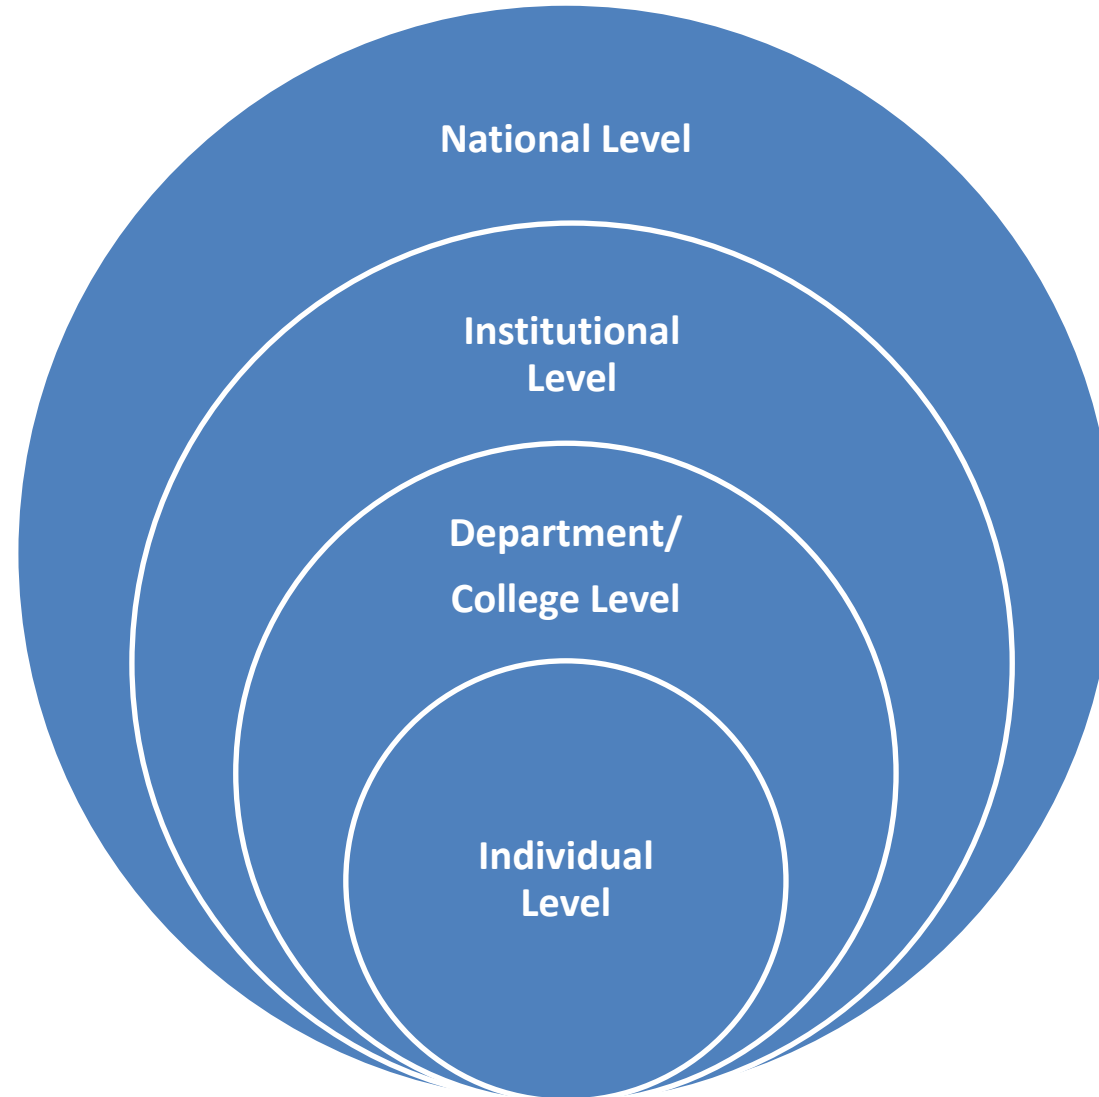 National Level
Institutional
Level
Department/
College Level
Individual
Level